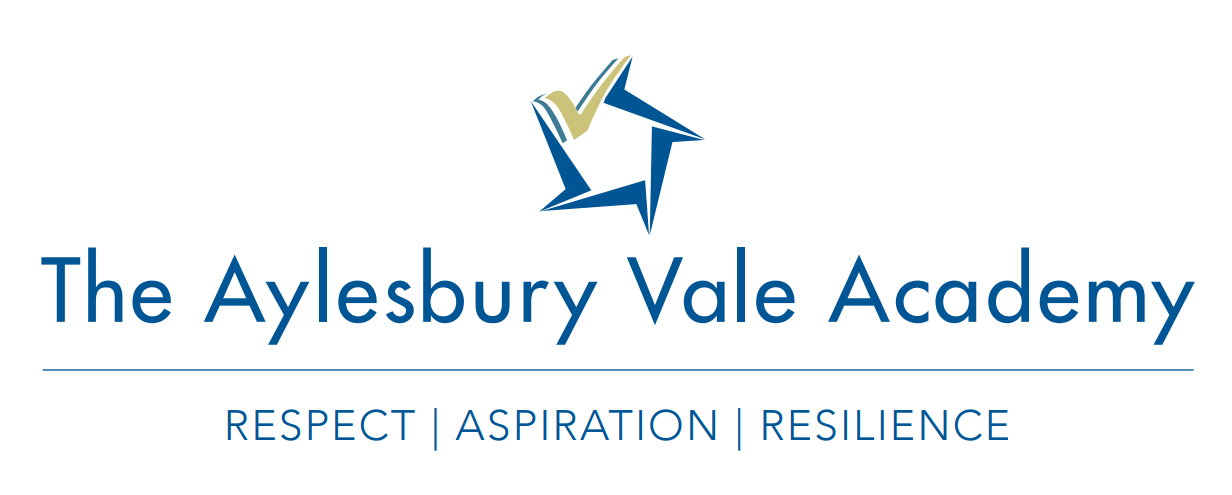 The Aylesbury Vale Academy
RESPECT | ASPIRATION | RESILIENCE